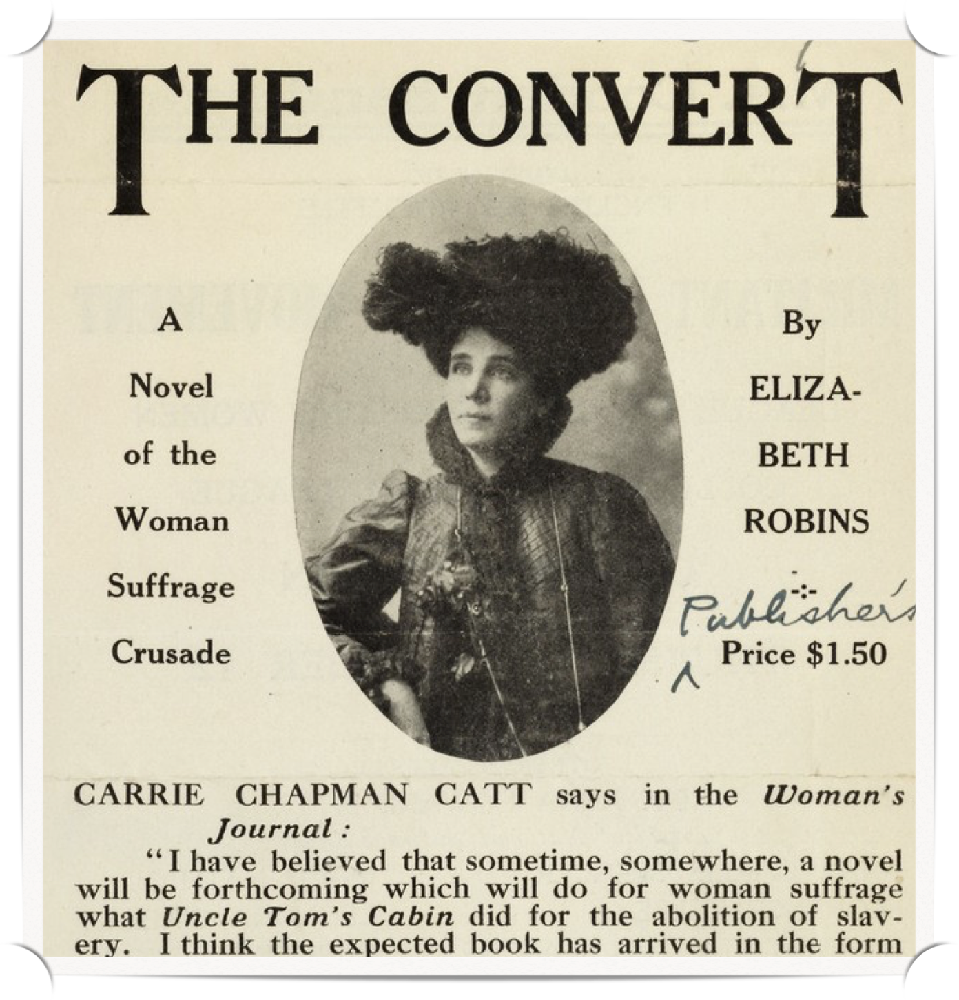 THE CONVERT
A
Novel
of the
Woman
Suffrage
Crusade
By
ELIZA-
BETH
ROBINS
-:-
Publisher's
^ Price $1.50
CARRIE CHAPMAN CATT says in the Woman's
Journal:
“I have believed that sometime, somewhere, a novel
will be forthcoming which will do for woman suffrage
what Uncle Tom's Cabin did for the abolition of slav-
ery. I think the expected book has arrived in the form